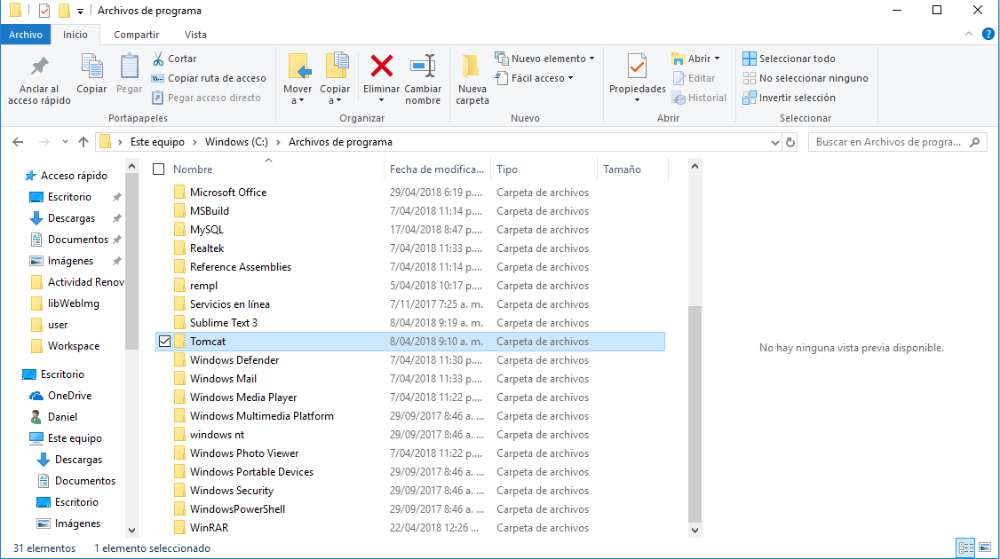 Archivos de programa
Archivo Inicio Compartir Vista
Anclar al acceso rápido
Copiar
Pegar
Cortar
Copiar ruta de acceso
Pegar acceso directo
Portapapeles
Mover a
Copiar a
Eliminar
Cambiar nombre
Organizar
Nueva carpeta
Nuevo elemento
Fácil acceso
Nuevo
Propiedades
Abrir
Editar
Historial
Abrir
Seleccionar todo
No seleccionar ninguno
Invertir selección
Seleccionar
Este equipo > Windows (C:) > Archivos de programa
Buscar en Archivos de progra...
Acceso rápido
Escritorio
Descargas
Documentos
Imágenes
Actividad Renov
libWebImg
user
Workspace
Escritorio
OneDrive
Daniel
Este equipo
Descargas
Documentos
Escritorio
Imágenes
Nombre Fecha de modifica... Tipo Tamaño
Microsoft Office 29/04/2018 6:19 p.... Carpeta de archivos
MSBuild 7/04/2018 11:14 p.... Carpeta de archivos
MySQL 17/04/2018 8:47 p.... Carpeta de archivos
Realtek 7/04/2018 11:33 p.... Carpeta de archivos
Reference Assemblies 7/04/2018 11:14 p.... Carpeta de archivos
rempl 5/04/2018 10:17 p.... Carpeta de archivos
Servicios en línea 7/11/2017 7:25 a. m. Carpeta de archivos
Sublime Text 3 8/04/2018 9:19 a. m. Carpeta de archivos
Tomcat 8/04/2018 9:10 a. m. Carpeta de archivos
Windows Defender 7/04/2018 11:30 p.... Carpeta de archivos
Windows Mail 7/04/2018 11:33 p.... Carpeta de archivos
Windows Media Player 7/04/2018 11:22 p.... Carpeta de archivos
Windows Multimedia Platform 29/09/2017 8:46 a. ... Carpeta de archivos
windows nt 29/09/2017 8:46 a. ... Carpeta de archivos
Windows Photo Viewer 7/04/2018 11:22 p.... Carpeta de archivos
Windows Portable Devices 29/09/2017 8:46 a. ... Carpeta de archivos
Windows Security 29/09/2017 8:46 a. ... Carpeta de archivos
WindowsPowerShell 29/09/2017 8:46 a. ... Carpeta de archivos
WinRAR 22/04/2018 12:26 ... Carpeta de archivos
No hay ninguna vista previa disponible.
31 elementos 1 elemento seleccionado